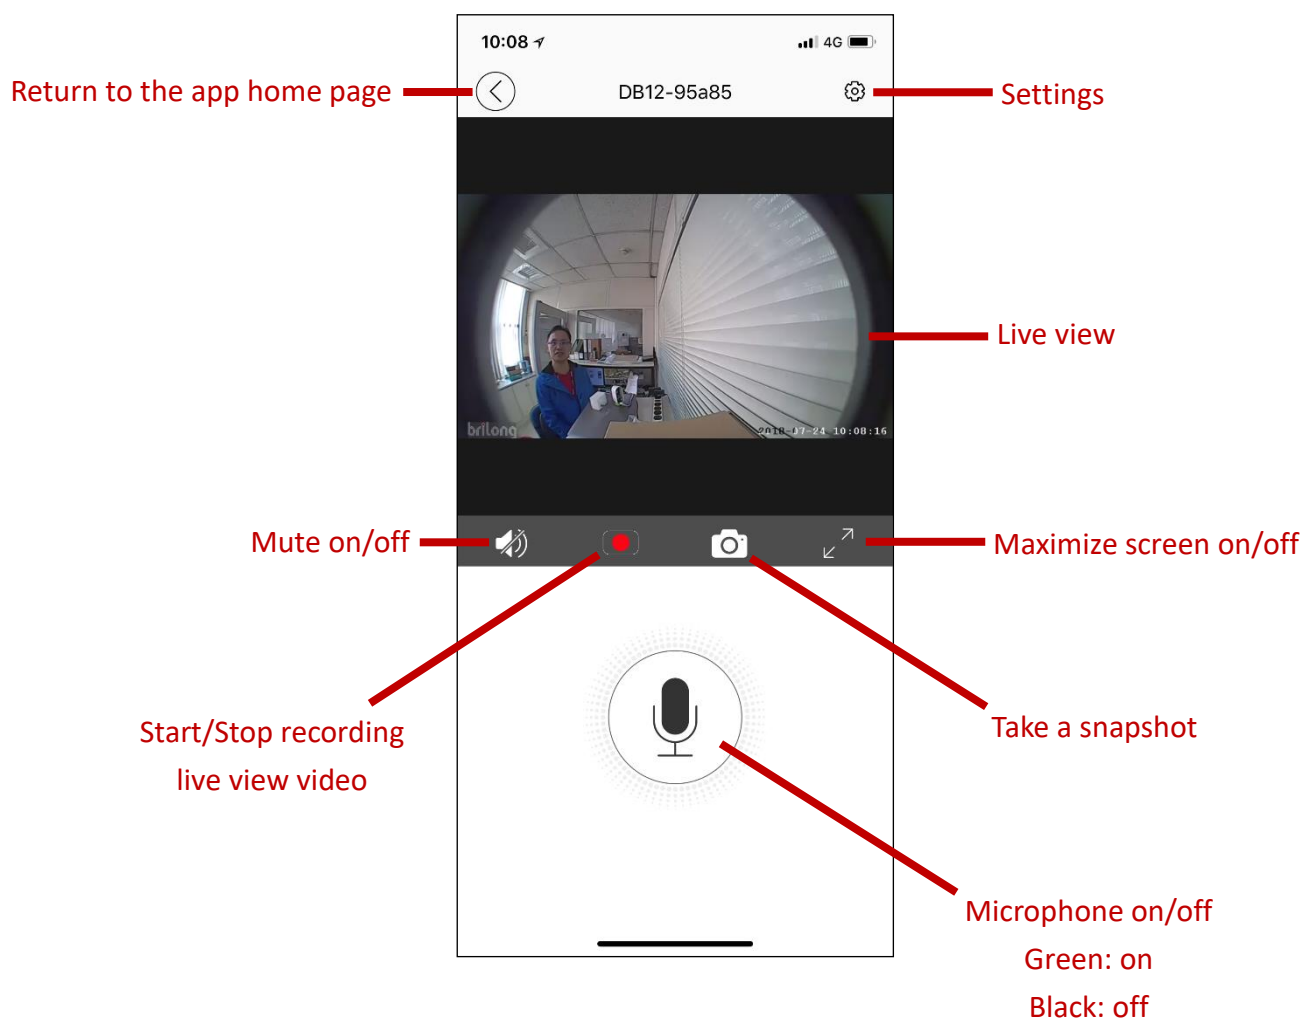 10:08
4G
Return to the app home page
DB12-95a85
Settings
Live view
brilong
2018-07-24 10:08:16
Mute on/off
Maximize screen on/off
Start/Stop recording
live view video
Take a snapshot
Microphone on/off
Green: on
Black: off